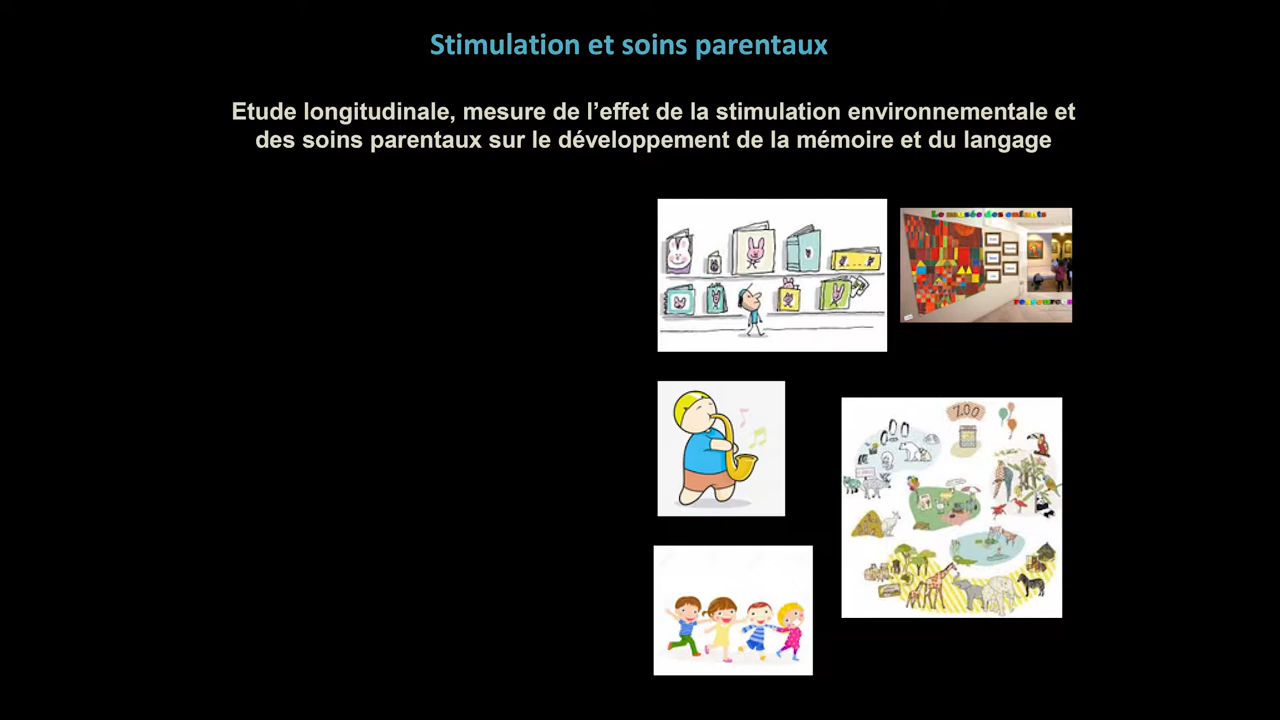 Stimulation et soins parentaux
Etude longitudinale, mesure de l’effet de la stimulation environnementale et
des soins parentaux sur le développement de la mémoire et du langage
Le musée des enfants
ZOO